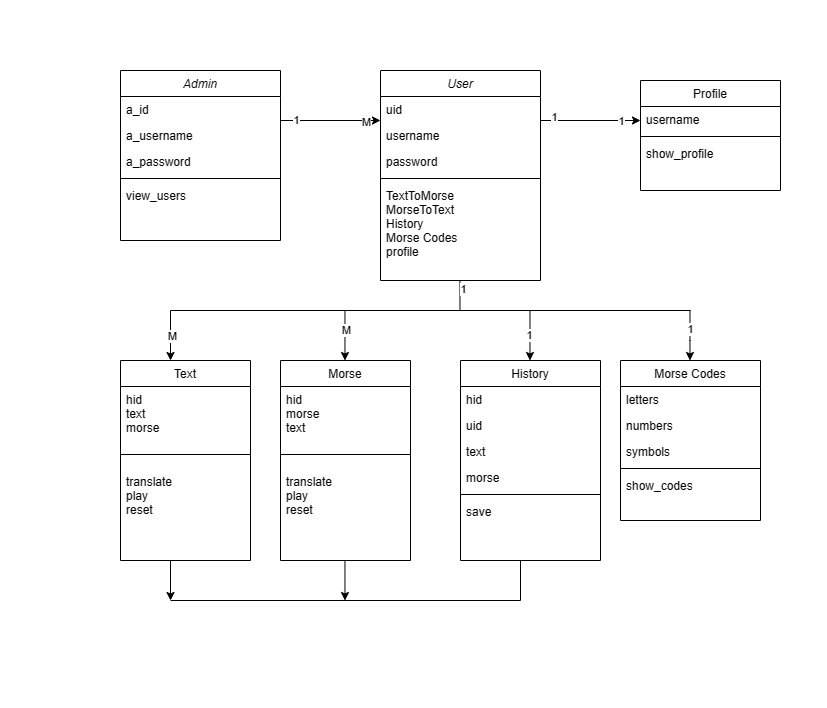 Admin
a_id
a_username
a_password
view_users
1
M
User
uid
username
password
TextToMorse
MorseToText
History
Morse Codes
profile
1
1
Profile
username
show_profile
1
M
M
1
1
Text
hid
text
morse
translate
play
reset
Morse
hid
morse
text
translate
play
reset
History
hid
uid
text
morse
save
Morse Codes
letters
numbers
symbols
show_codes